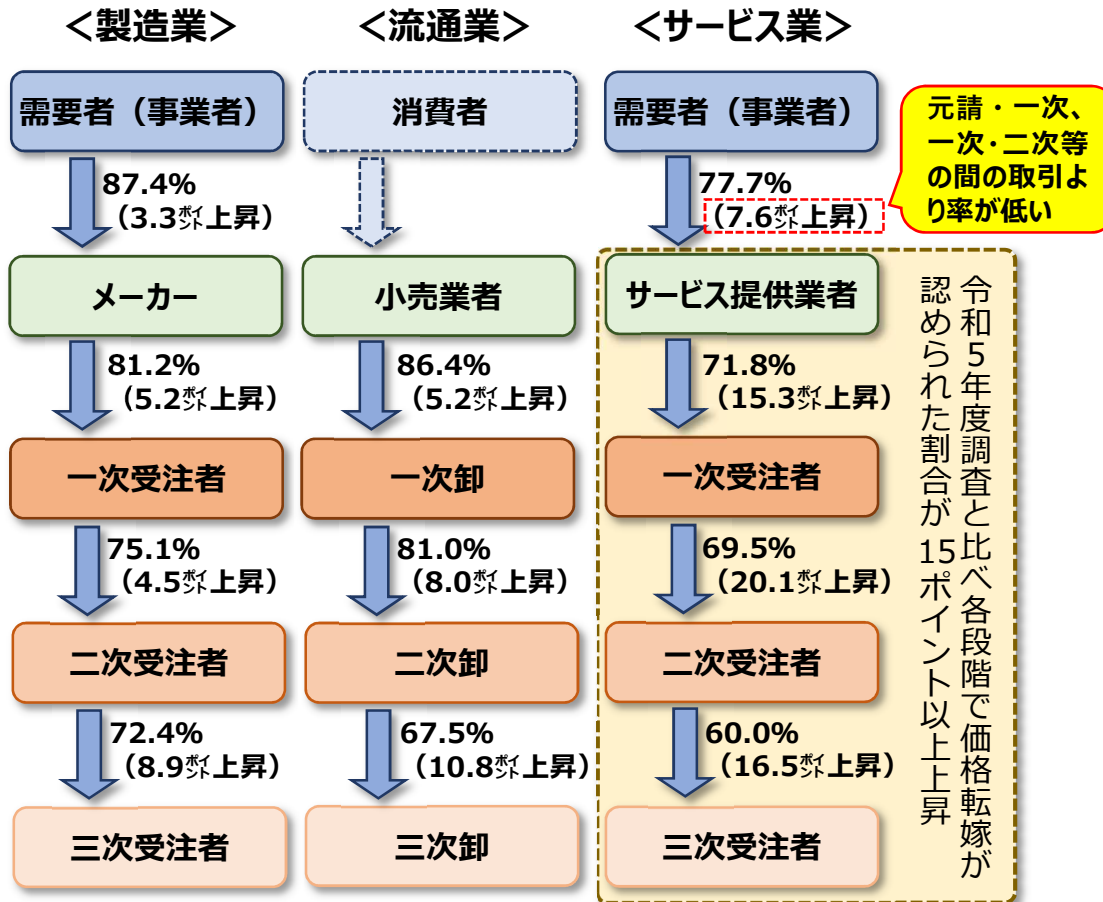 <製造業>
需要者（事業者）
87.4%
（3.3ポイント上昇）
メーカー
81.2%
（5.2ポイント上昇）
一次受注者
75.1%
（4.5ポイント上昇）
二次受注者
72.4%
（8.9ポイント上昇）
三次受注者
<流通業>
消費者
小売業者
86.4%
（5.2ポイント上昇）
一次卸
81.0%
（8.0ポイント上昇）
二次卸
67.5%
（10.8ポイント上昇）
三次卸
<サービス業>
需要者（事業者）
77.7%
（7.6ポイント上昇）
元請・一次、
一次・二次等
の間の取引よ
り率が低い
サービス提供業者
71.8%
（15.3ポイント上昇）
一次受注者
69.5%
（20.1ポイント上昇）
二次受注者
60.0%
（16.5ポイント上昇）
三次受注者
令和5年度調査と比べ各段階で価格転嫁が
認められた割合が15ポイント以上上昇